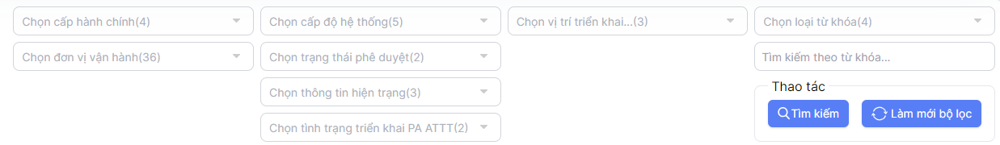 Chọn cấp hành chính(4)
Chọn cấp độ hệ thống(5)
Chọn vị trí triển khai...(3)
Chọn loại từ khóa(4)
Chọn đơn vị vận hành(36)
Chọn trạng thái phê duyệt(2)
Tìm kiếm theo từ khóa...
Chọn thông tin hiện trạng(3)
Thao tác
Tìm kiếm
Làm mới bộ lọc
Chọn tình trạng triển khai PA ATTT(2)